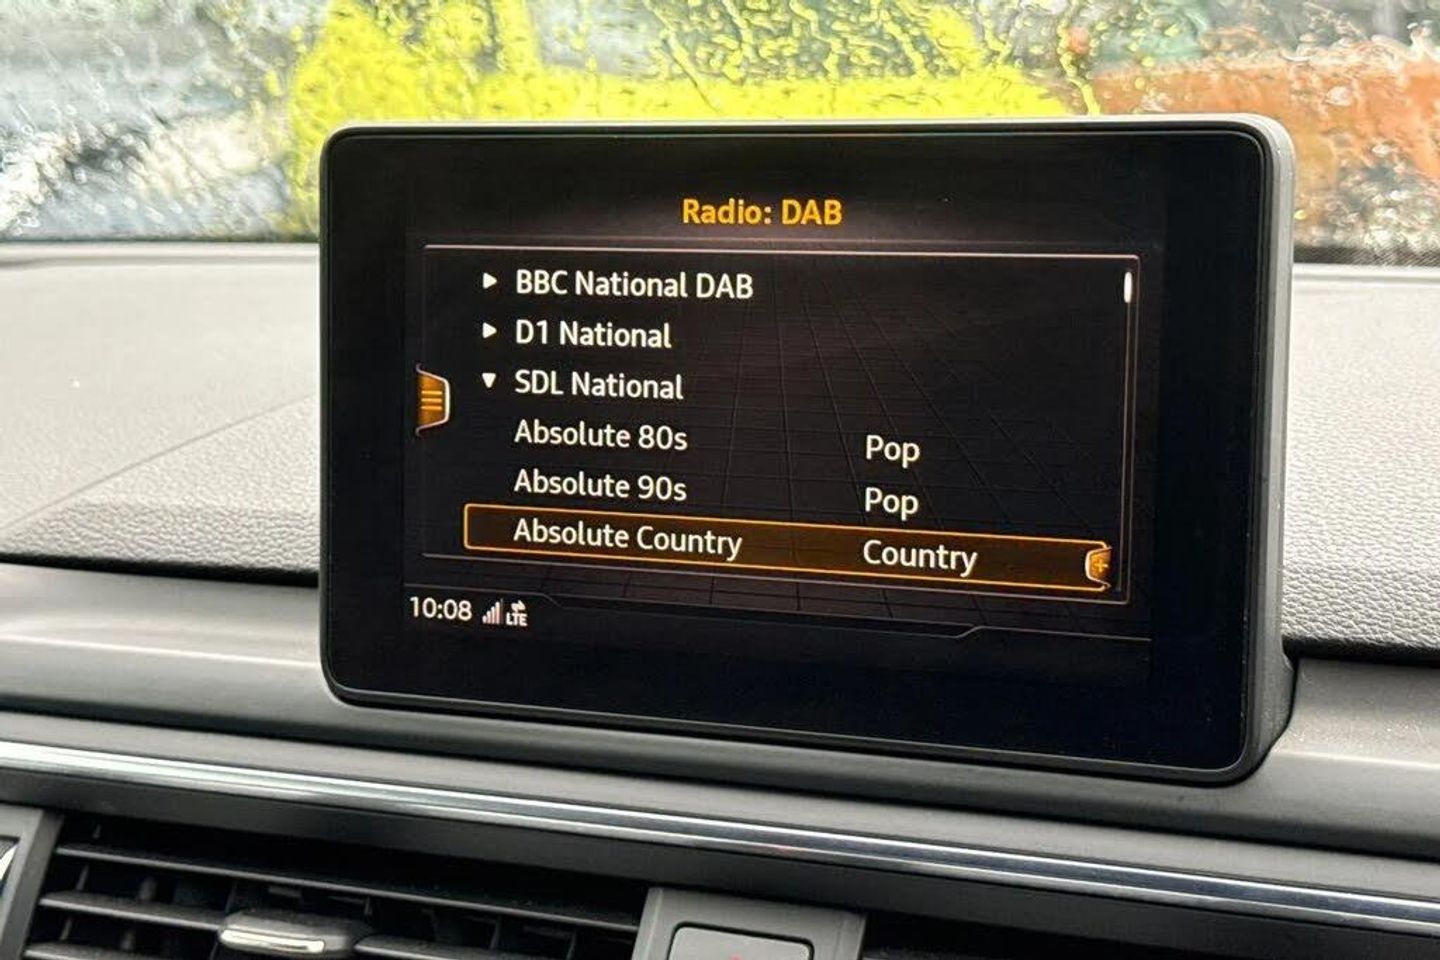 Radio: DAB
BBC National DAB
D1 National
SDL National
Absolute 80s Pop
Absolute 90s Pop
Absolute Country Country
10:08 LTE